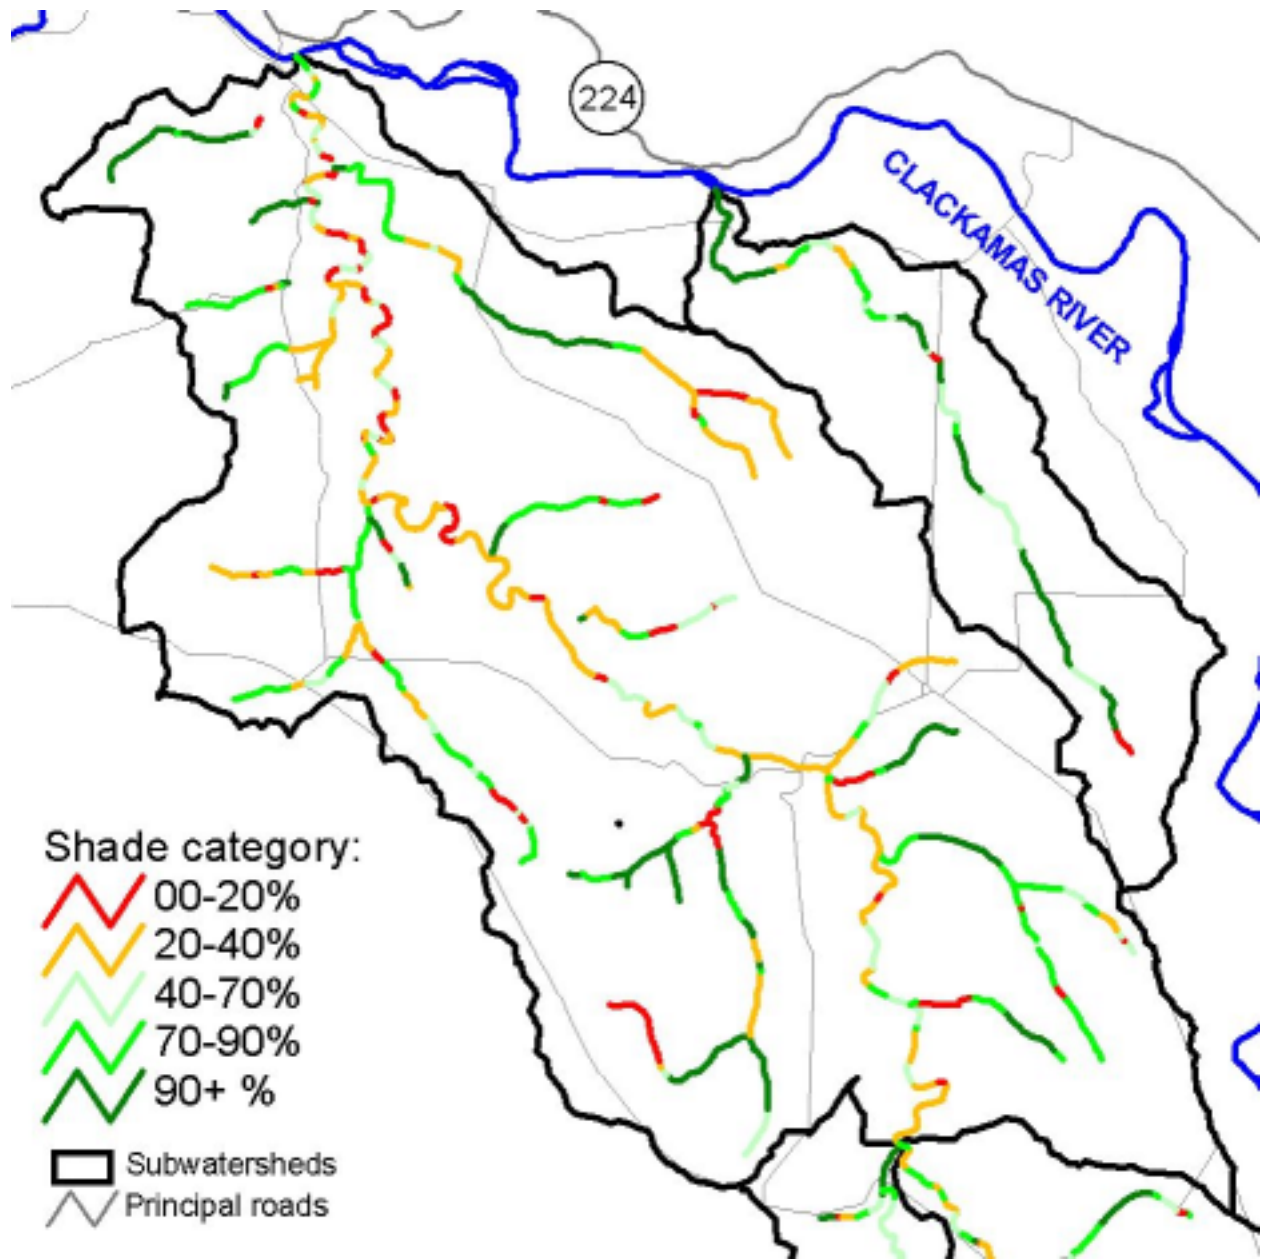 224
CLACKAMAS RIVER
Shade category:
00-20%
20-40%
40-70%
70-90%
90+ %
Subwatersheds
Principal roads